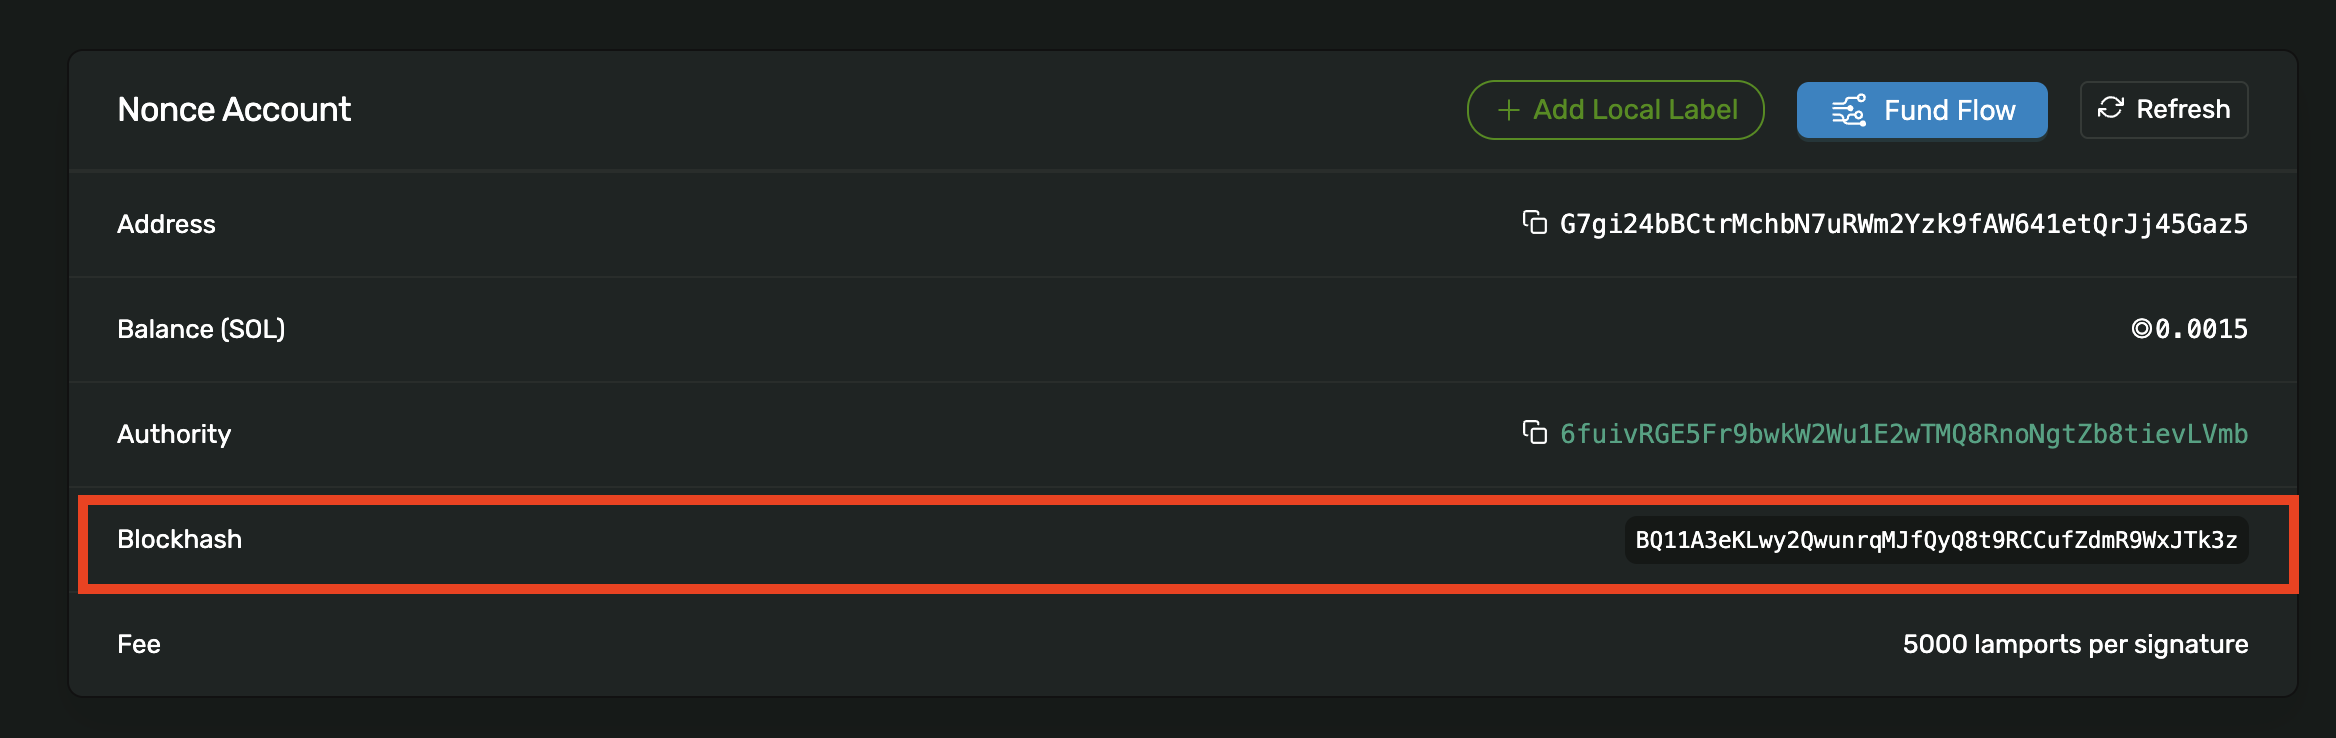 Nonce Account
+ Add Local Label
Fund Flow
Refresh
Address
G7gi24bBCtrMchbN7uRWm2Yzk9fAW641etQrJj45Gaz5
Balance (SOL)
◎0.0015
Authority
6fuivRGE5Fr9bwkW2Wu1E2wTMQ8RnoNgtZb8tievLVmb
Blockhash
BQ11A3eKLwy2QwunrqMJfQyQ8t9RCCufZdmR9WxJTk3z
Fee
5000 lamports per signature